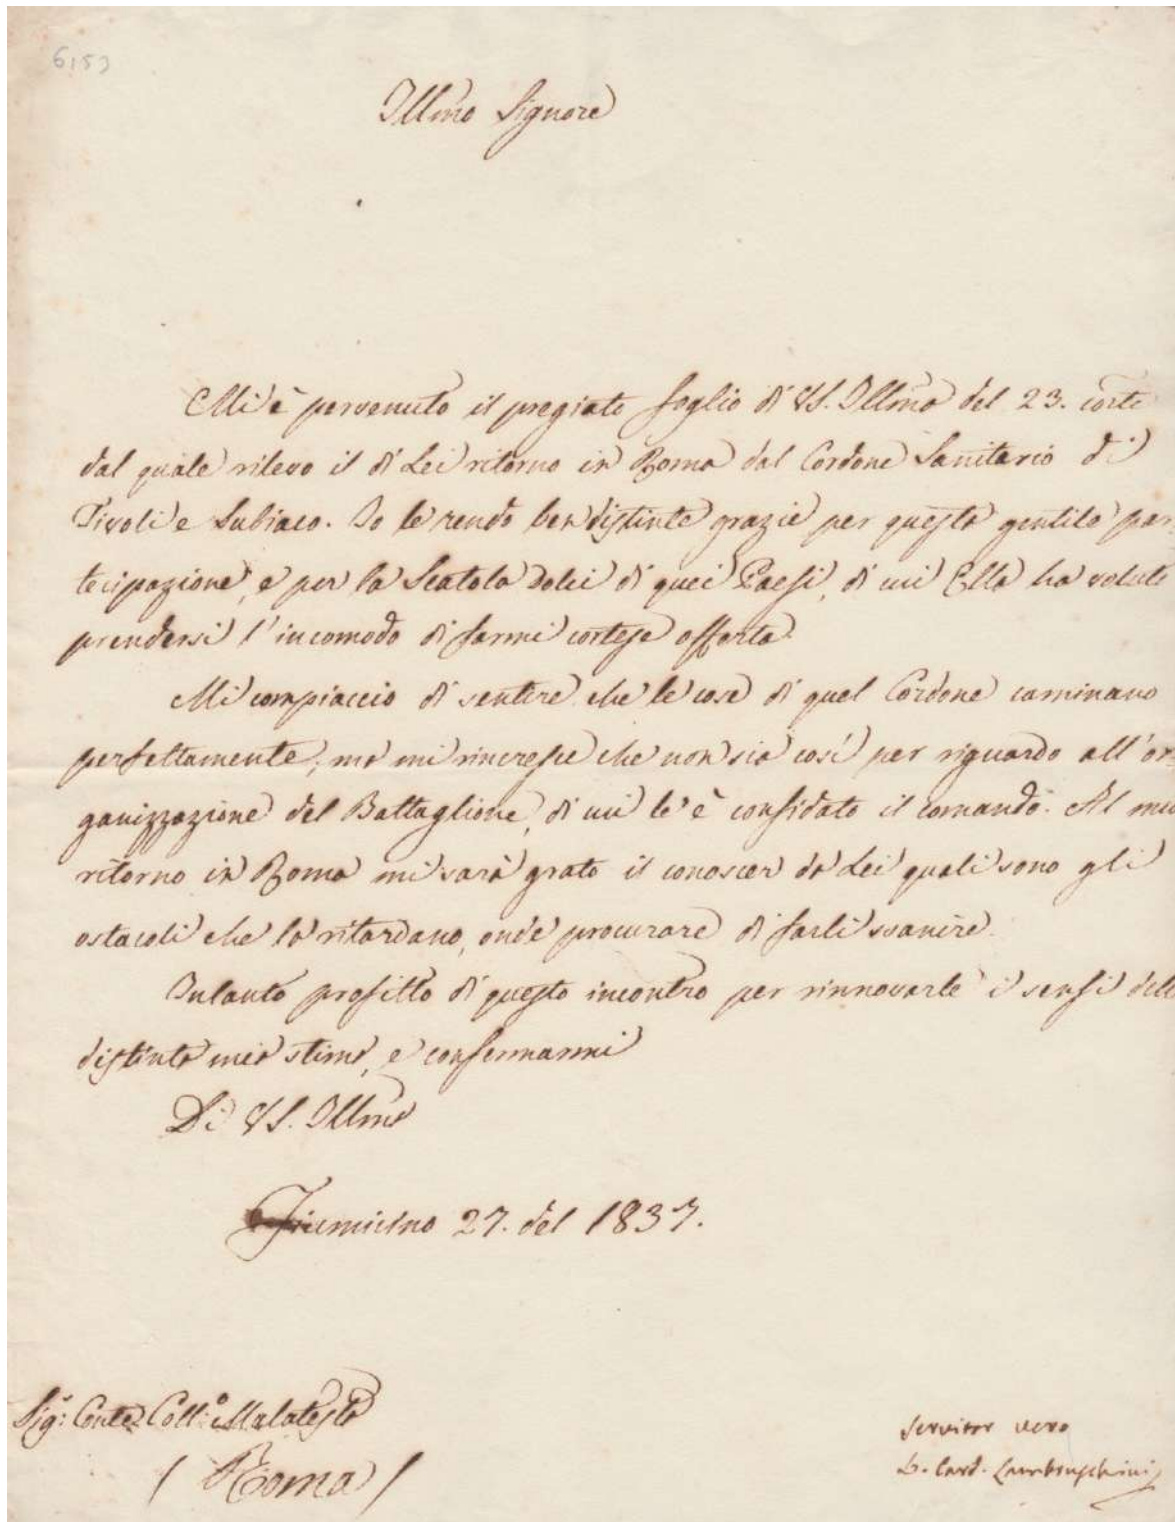 6153
Illmo Signore
Mi è pervenuto il pregiato foglio di VS. Illma del 23. corte
dal quale rilevo il di Lei ritorno in Roma dal Cordone Sanitario di
Tivoli e Subiaco. Io le rendo ben distinte grazie per questa gentile par
tecipazione, e per la Scatola dolci di quei Paesi, di cui Ella ha voluto
prendersi l'incomodo di farmi cortese offerta.
Mi compiaccio di sentire che le cose di quel Cordone caminano
perfettamente; ma mi rincresce che non sia così per riguardo all'or-
ganizzazione del Battaglione, di cui le è confidato il comando. Al mio
ritorno in Roma mi sarà grato il conoscer da Lei quali sono gli
ostacoli che la ritardano, onde procurare di farli svanire.
Intanto profitto di questo incontro per rinnovarle i sensi della
distinta mia stima, e confermarmi
Di VS. Illma
Fiumicino 27. del 1837.
Sig: Conte Coll:o Malatesta
( Roma )
Servitor vero
L. Card. Lambruschini